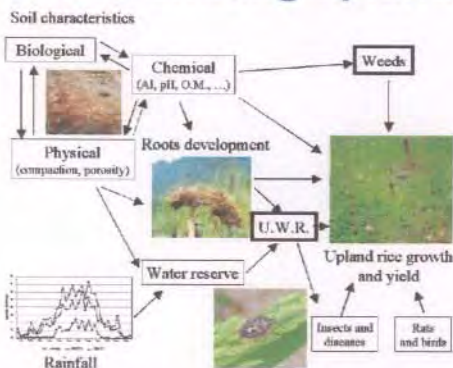 Soil characteristics
Biological
Chemical
(Al, pH, O.M., ...)
Weeds
Physical
(compaction, porosity)
Roots development
U.W.R.
Water reserve
Upland rice growth
and yield
Insects and
diseases
Rats
and birds
Rainfall